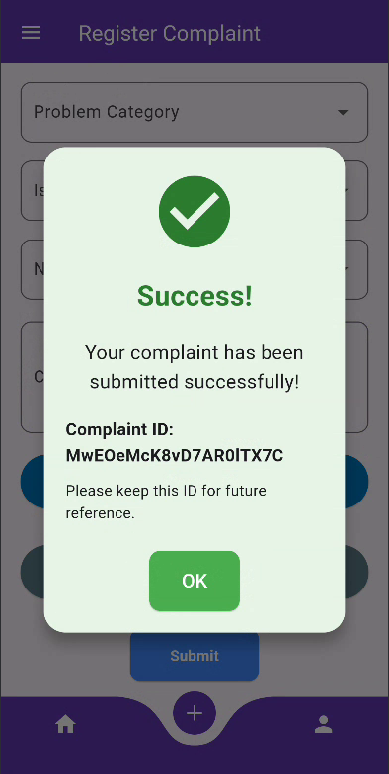 Register Complaint
Problem Category
Is
N
C
Success!
Your complaint has been
submitted successfully!
Complaint ID:
MwEOeMcK8vD7AR0lTX7C
Please keep this ID for future
reference.
OK
Submit